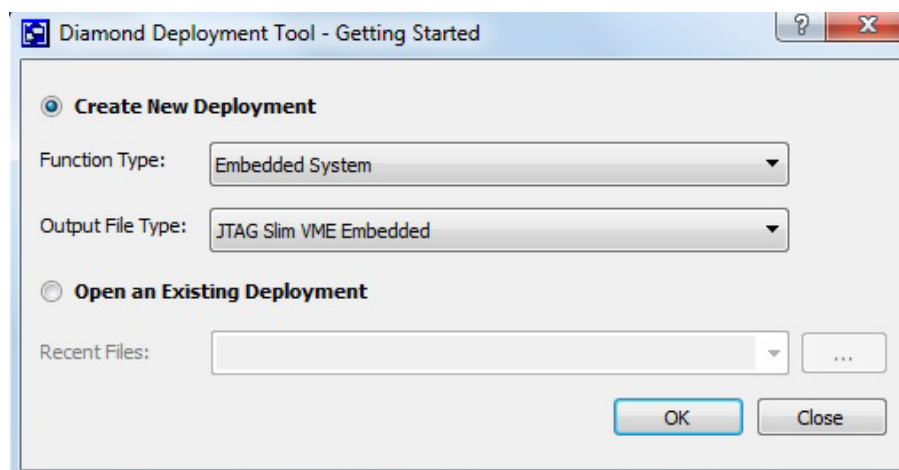 Diamond Deployment Tool - Getting Started
?
X
Create New Deployment
Function Type: Embedded System
Output File Type: JTAG Slim VME Embedded
Open an Existing Deployment
Recent Files: ...
OK Close